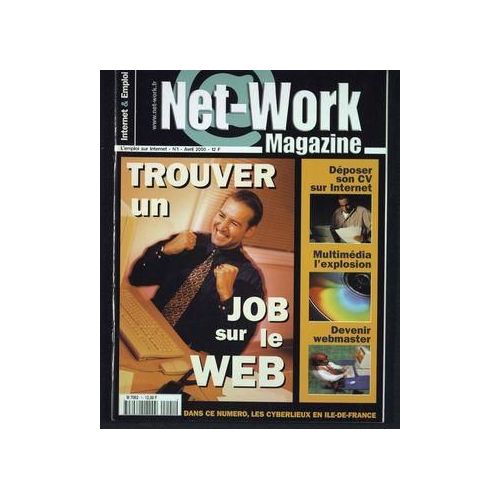 Internet & Emploi
www.net-work.fr
Net-Work
Magazine
L'emploi sur Internet - N°1 - Avril 2000 - 12 F
TROUVER
un
JOB
sur le
WEB
Déposer
son CV
sur Internet
Multimédia
l'explosion
Devenir
webmaster
DANS CE NUMERO, LES CYBERLIEUX EN ILE-DE-FRANCE